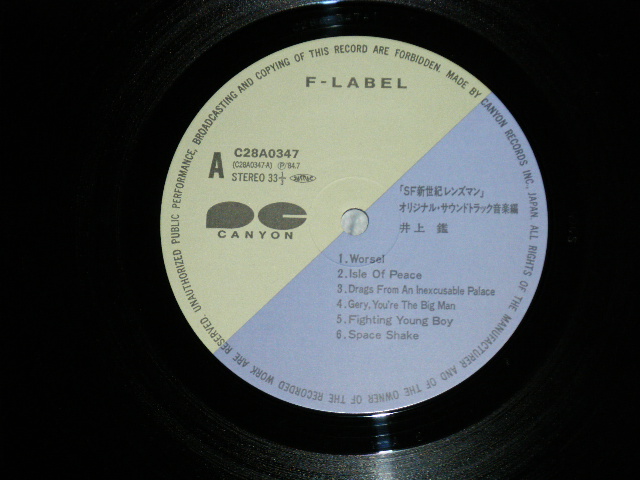 UNAUTHORIZED PUBLIC PERFORMANCE, BROADCASTING AND COPYING OF THIS RECORD ARE FORBIDDEN. MADE BY CANYON RECORDS INC, JAPAN. ALL RIGHTS OF THE MANUFACTURER AND OF THE OWNER OF THE RECORDED WORK ARE RESERVED.
F-LABEL
A
C28A0347
(C28A0347-A) Ⓟ'84.7
STEREO 33 1/3
CANYON
「SF新世紀レンズマン」
オリジナル・サウンドトラック音楽編
井上 鑑
1. Worsel
2. Isle Of Peace
3. Drags From An Inexcusable Palace
4. Gery, You're The Big Man
5. Fighting Young Boy
6. Space Shake